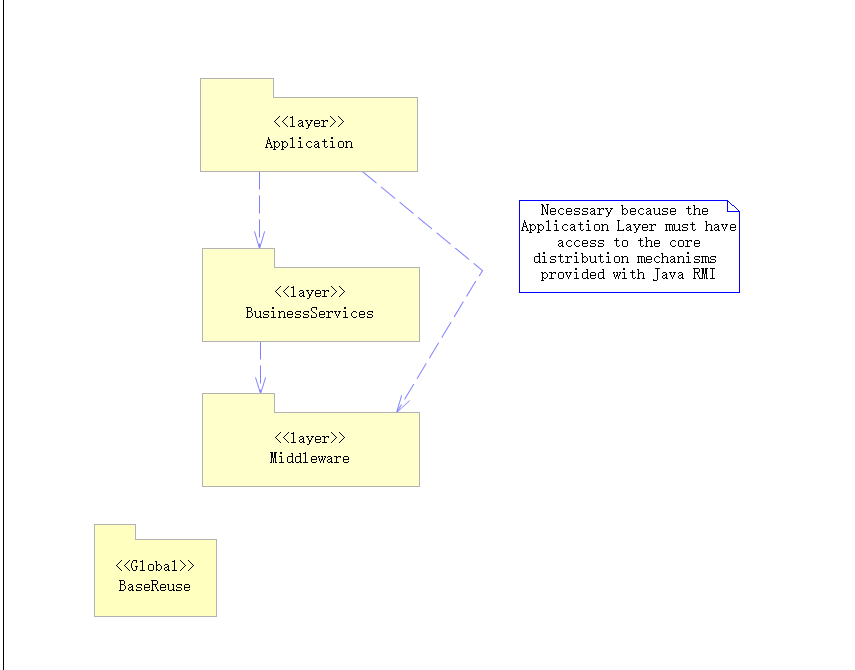 <<layer>>
Application
Necessary because the
Application Layer must have
access to the core
distribution mechanisms
provided with Java RMI
<<layer>>
BusinessServices
<<layer>>
Middleware
<<Global>>
BaseReuse